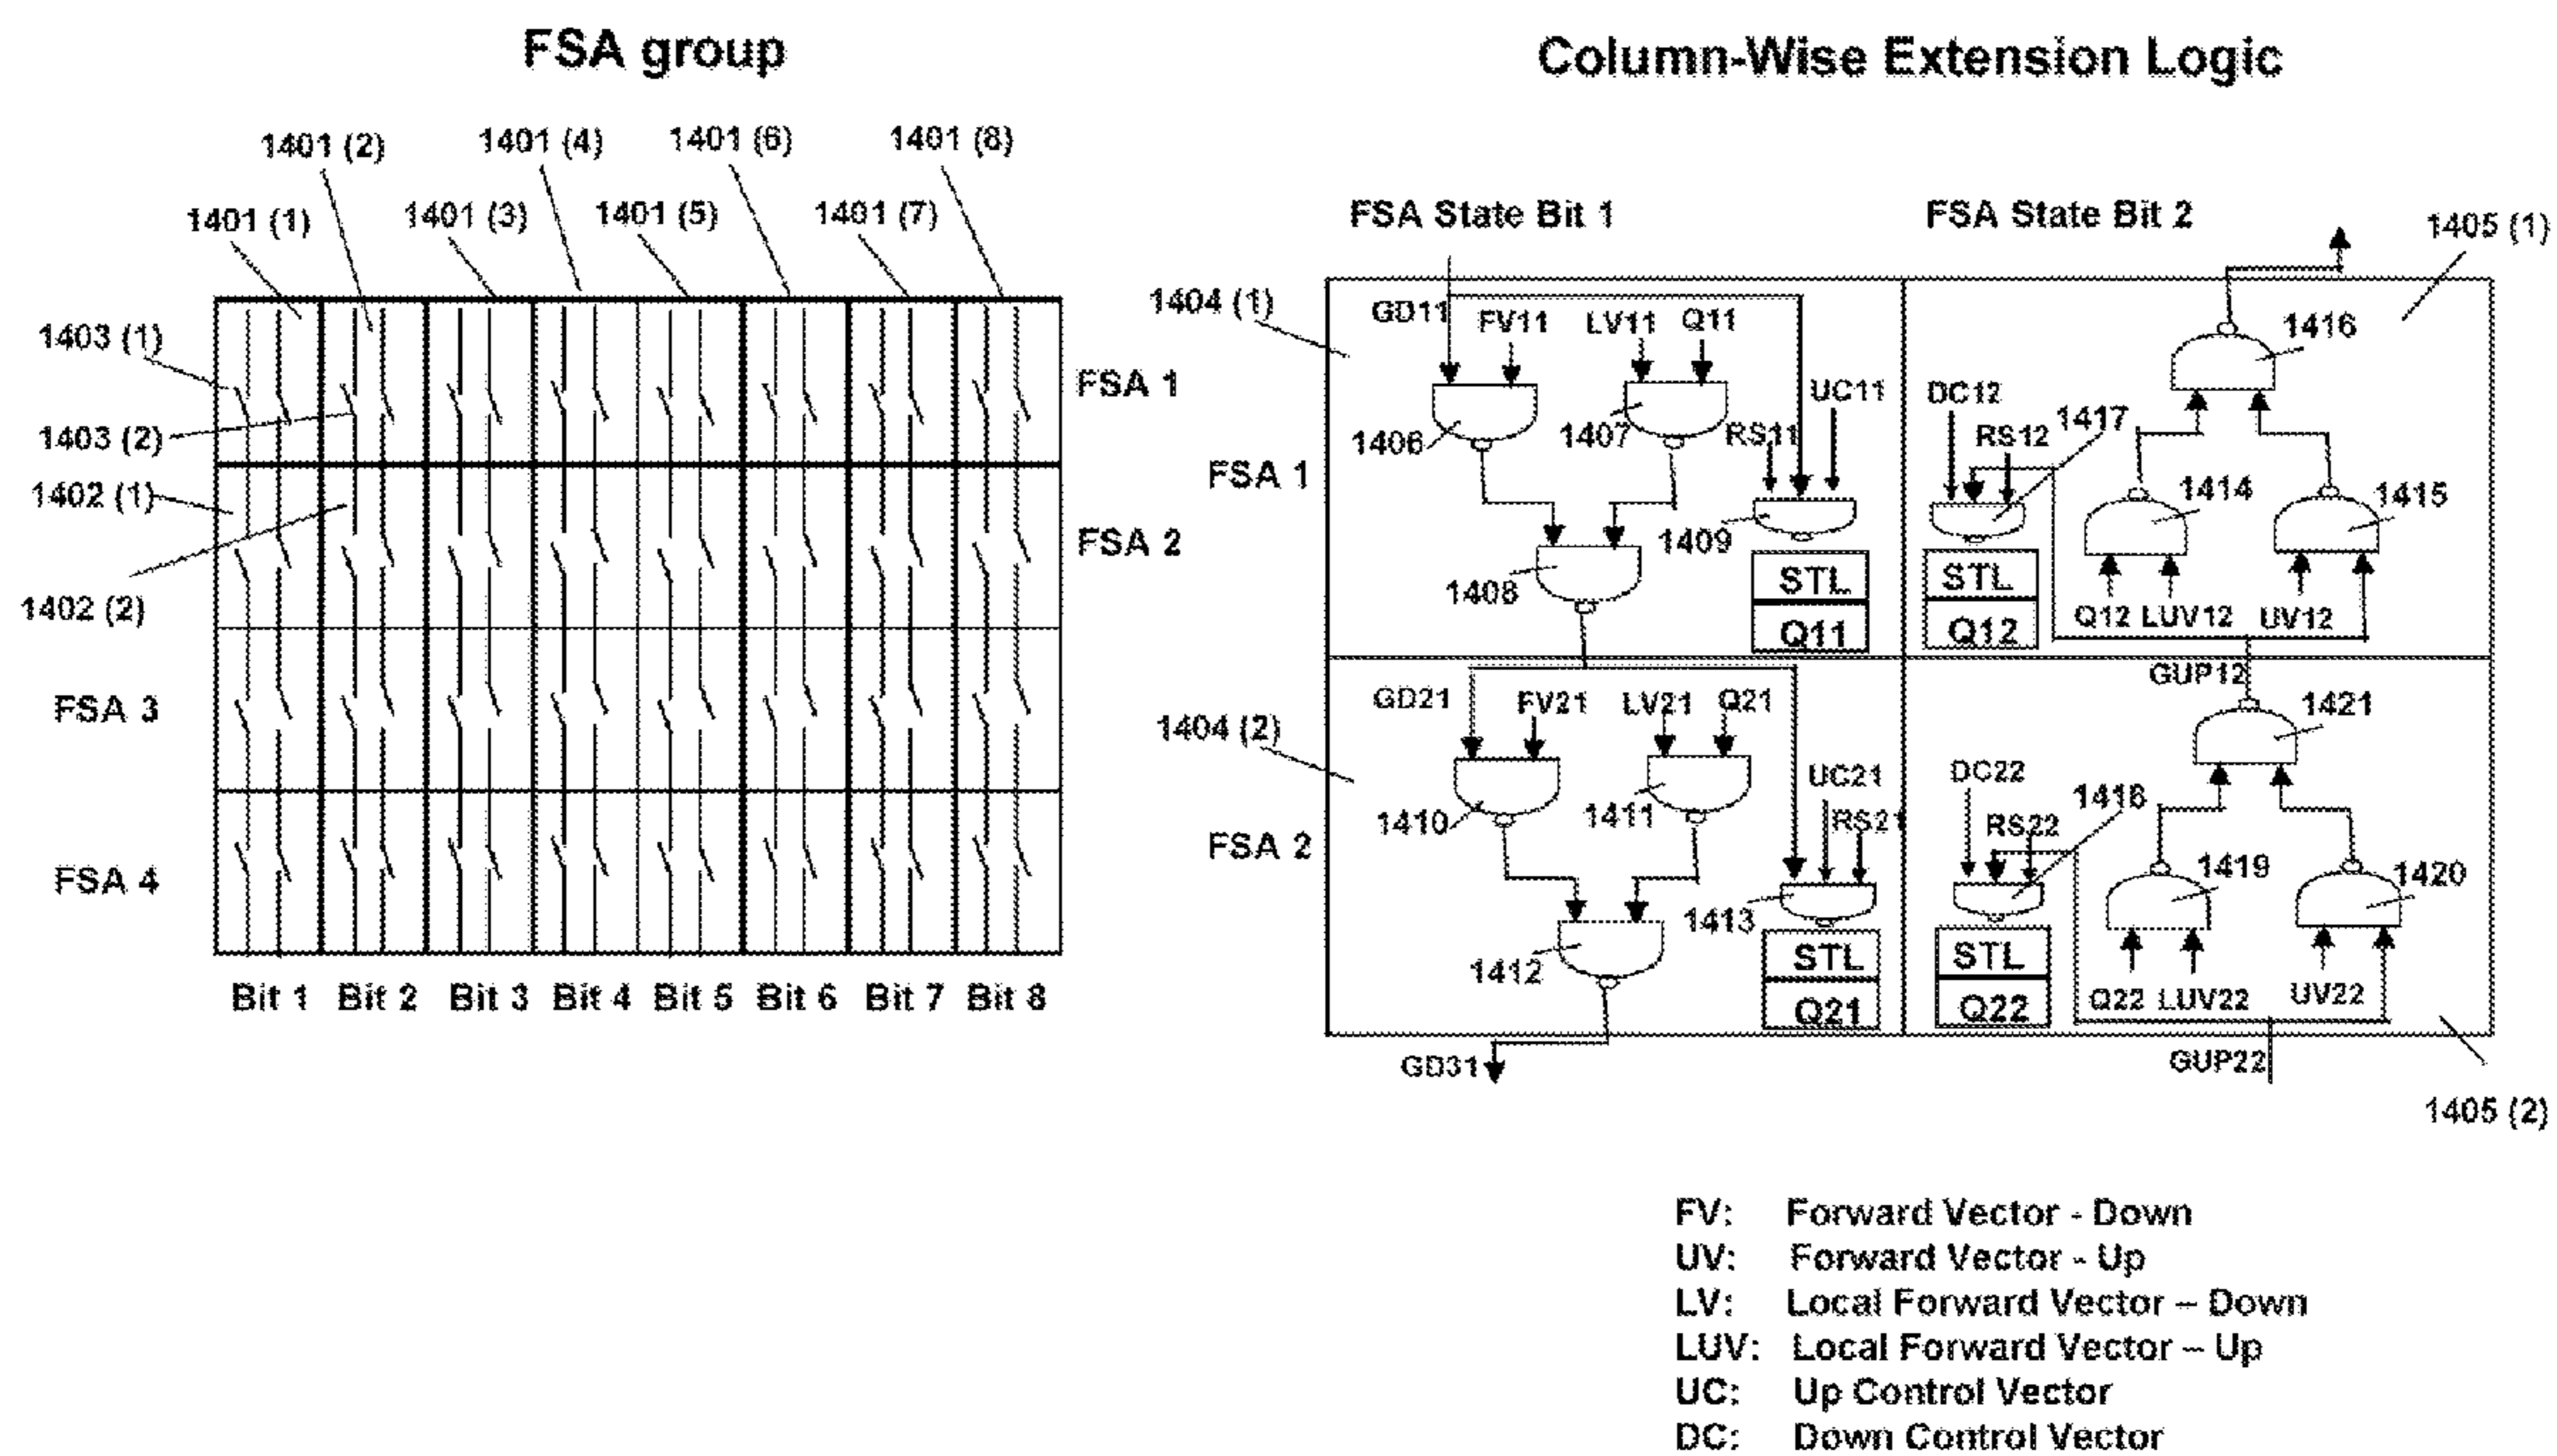 FSA group
Column-Wise Extension Logic
1401 (2)
1401 (4)
1401 (6)
1401 (8)
1401 (1)
1401 (3)
1401 (5)
1401 (7)
1403 (1)
1403 (2)
1402 (1)
1402 (2)
FSA 1
FSA 2
FSA 3
FSA 4
Bit 1 Bit 2 Bit 3 Bit 4 Bit 5 Bit 6 Bit 7 Bit 8
FSA State Bit 1
FSA State Bit 2
1405 (1)
1404 (1)
GD11
FV11
LV11
Q11
UC11
RS11
1406
1407
1408
1409
STL
Q11
FSA 1
DC12
RS12
1417
1416
1414
1415
STL
Q12
Q12 LUV12 UV12
GUP12
1404 (2)
GD21
FV21
LV21
Q21
UC21
RS21
1410
1411
1412
1413
STL
Q21
FSA 2
GD31
DC22
RS22
1418
1421
1419
1420
STL
Q22
Q22 LUV22 UV22
GUP22
1405 (2)
FV: Forward Vector - Down
UV: Forward Vector - Up
LV: Local Forward Vector – Down
LUV: Local Forward Vector – Up
UC: Up Control Vector
DC: Down Control Vector